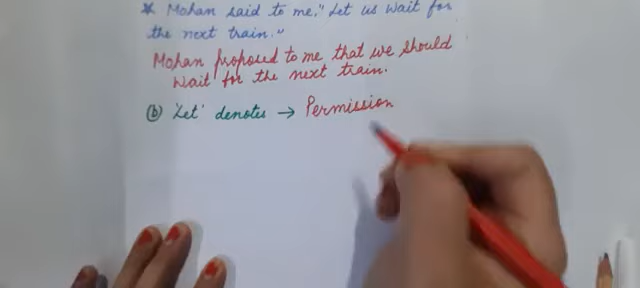 * Mohan said to me, "Let us wait for
the next train."
Mohan proposed to me that we should
wait for the next train.
(b) 'Let' denotes → Permission